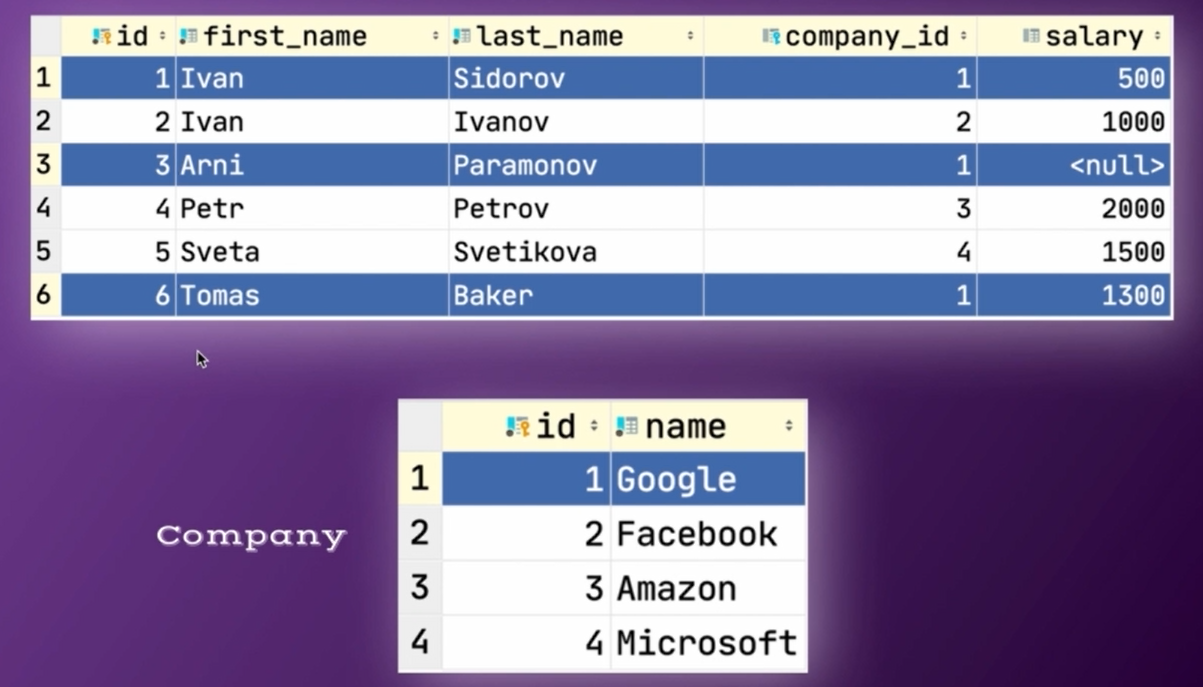 id first_name last_name company_id salary
1 1 Ivan Sidorov 1 500
2 2 Ivan Ivanov 2 1000
3 3 Arni Paramonov 1 <null>
4 4 Petr Petrov 3 2000
5 5 Sveta Svetikova 4 1500
6 6 Tomas Baker 1 1300
id name
1 1 Google
Company
2 2 Facebook
3 3 Amazon
4 4 Microsoft